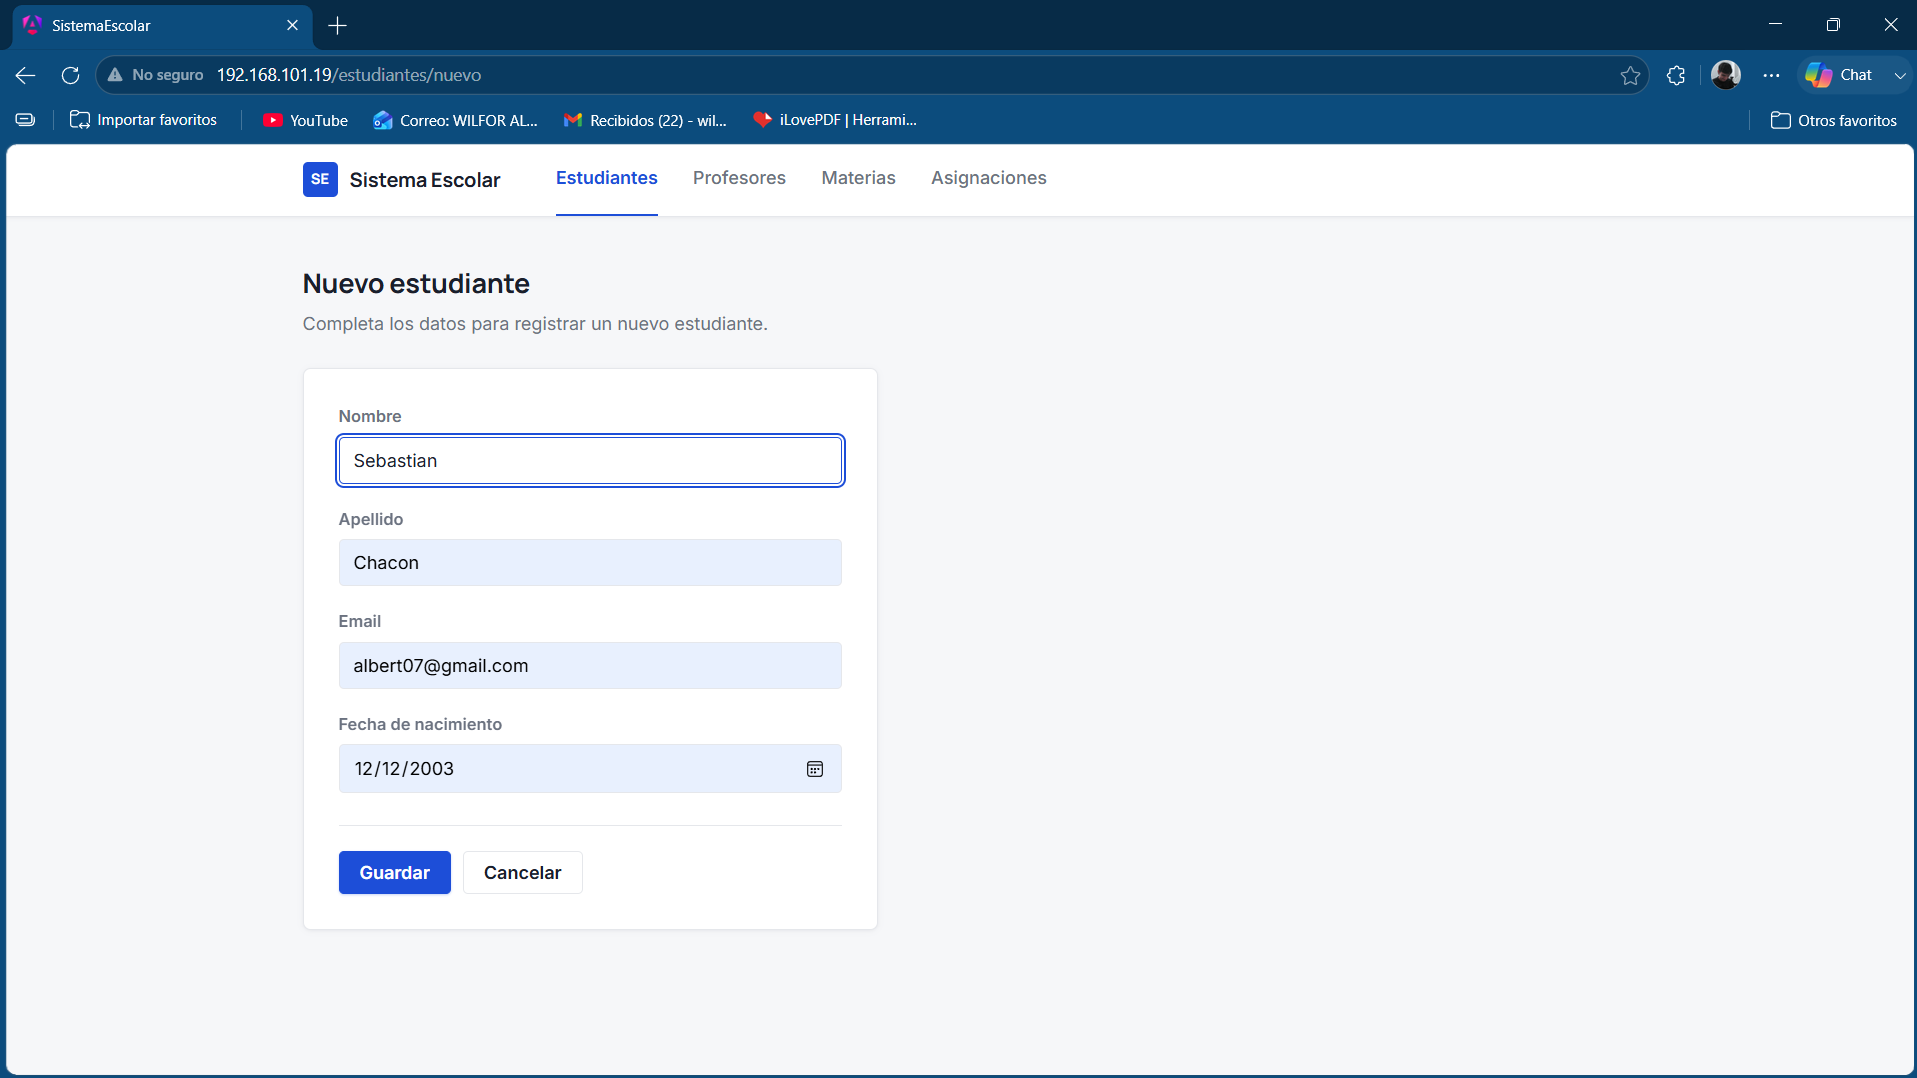 SistemaEscolar
No seguro 192.168.101.19/estudiantes/nuevo
Chat
Importar favoritos
YouTube
Correo: WILFOR AL...
Recibidos (22) - wil...
iLovePDF | Herrami...
Otros favoritos
SE Sistema Escolar
Estudiantes
Profesores
Materias
Asignaciones
Nuevo estudiante
Completa los datos para registrar un nuevo estudiante.
Nombre
Sebastian
Apellido
Chacon
Email
albert07@gmail.com
Fecha de nacimiento
12/12/2003
Guardar
Cancelar